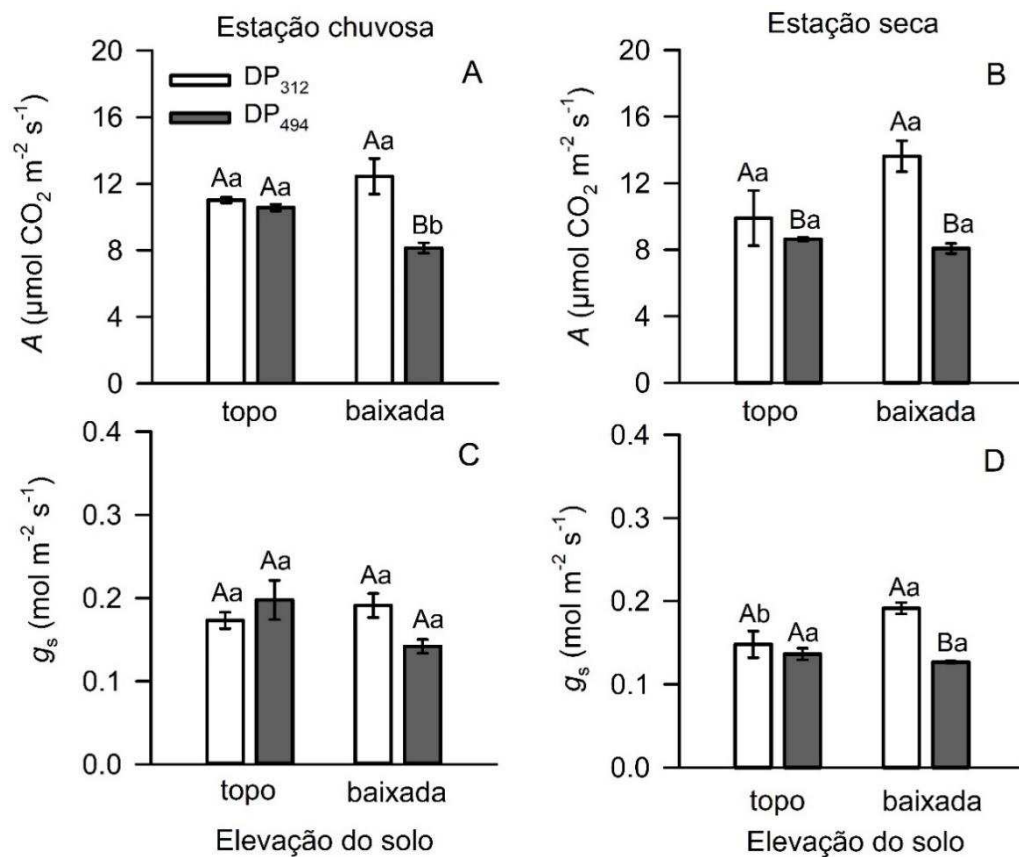 Estação chuvosa
A
DP312
DP494
20
16
12
8
4
0
A (µmol CO2 m-2 s-1)
Aa Aa Aa Bb
topo baixada
Estação seca
B
20
16
12
8
4
0
A (µmol CO2 m-2 s-1)
Aa Ba Aa Ba
topo baixada
C
0.4
0.3
0.2
0.1
0.0
gs (mol m-2 s-1)
Aa Aa Aa Aa
topo baixada
Elevação do solo
D
0.4
0.3
0.2
0.1
0.0
gs (mol m-2 s-1)
Ab Aa Aa Ba
topo baixada
Elevação do solo